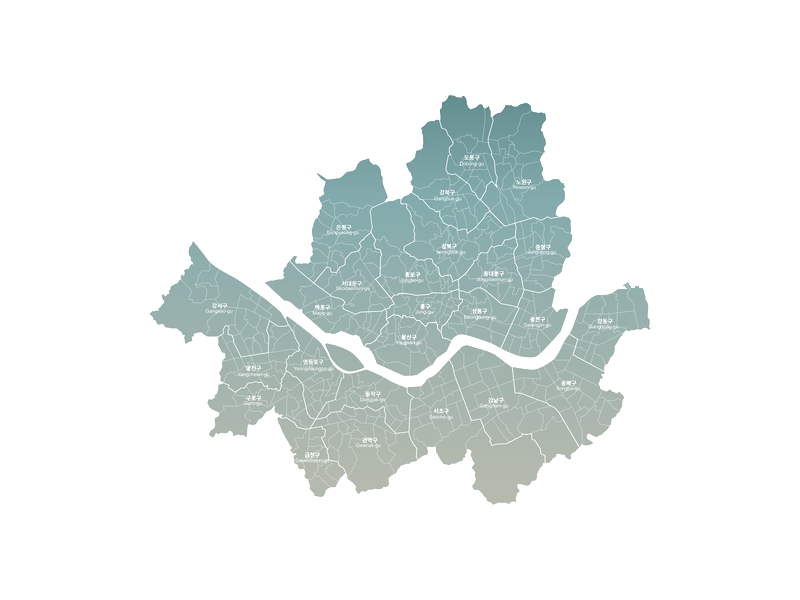 도봉구
Dobong-gu
노원구
Nowon-gu
강북구
Gangbuk-gu
은평구
Eunpyeong-gu
성북구
Seongbuk-gu
중랑구
Jungnang-gu
종로구
Jongno-gu
동대문구
Dongdaemun-gu
서대문구
Seodaemun-gu
강서구
Gangseo-gu
마포구
Mapo-gu
중구
Jung-gu
성동구
Seongdong-gu
광진구
Gwangjin-gu
강동구
Gangdong-gu
용산구
Yongsan-gu
영등포구
Yeongdeungpo-gu
양천구
Yangcheon-gu
송파구
Songpa-gu
구로구
Guro-gu
동작구
Dongjak-gu
강남구
Gangnam-gu
서초구
Seocho-gu
관악구
Gwanak-gu
금천구
Geumcheon-gu